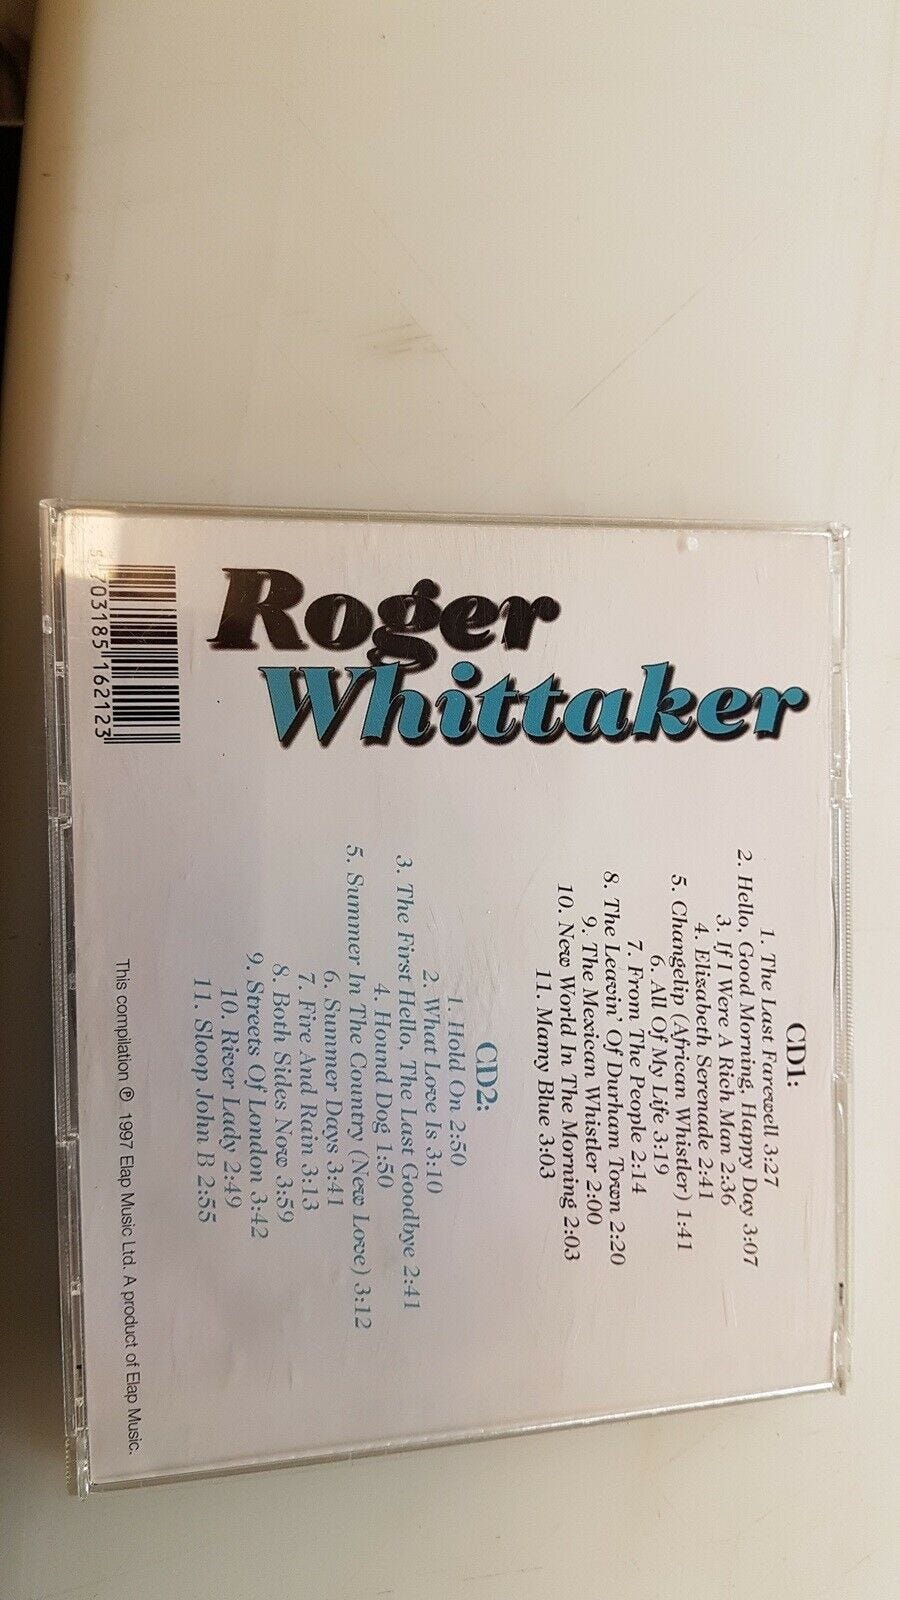 Roger
Whittaker
CD1:
1. The Last Farewell 3:27
2. Hello, Good Morning, Happy Day 3:07
3. If I Were A Rich Man 2:36
4. Elizabeth Serenade 2:41
5. Changelip (African Whistler) 1:41
6. All Of My Life 3:19
7. From The People 2:14
8. The Leavin' Of Durham Town 2:20
9. The Mexican Whistler 2:00
10. New World In The Morning 2:03
11. Mamy Blue 3:03
CD2:
1. Hold On 2:50
2. What Love Is 3:10
3. The First Hello, The Last Goodbye 2:41
4. Hound Dog 1:50
5. Summer In The Country (New Love) 3:12
6. Summer Days 3:41
7. Fire And Rain 3:13
8. Both Sides Now 3:59
9. Streets Of London 3:42
10. River Lady 2:49
11. Sloop John B 2:55
5 703185 162123
This compilation ℗ 1997 Elap Music Ltd. A product of Elap Music.